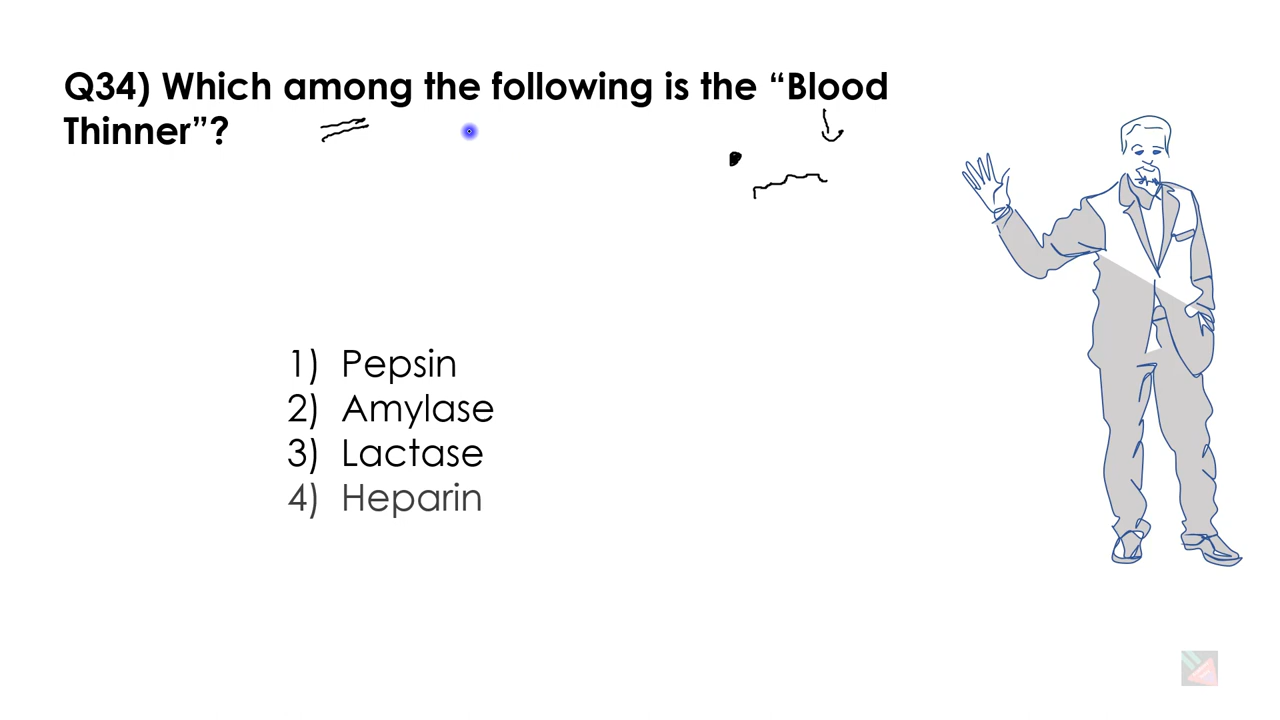 Q34) Which among the following is the “Blood
Thinner”?
1) Pepsin
2) Amylase
3) Lactase
4) Heparin